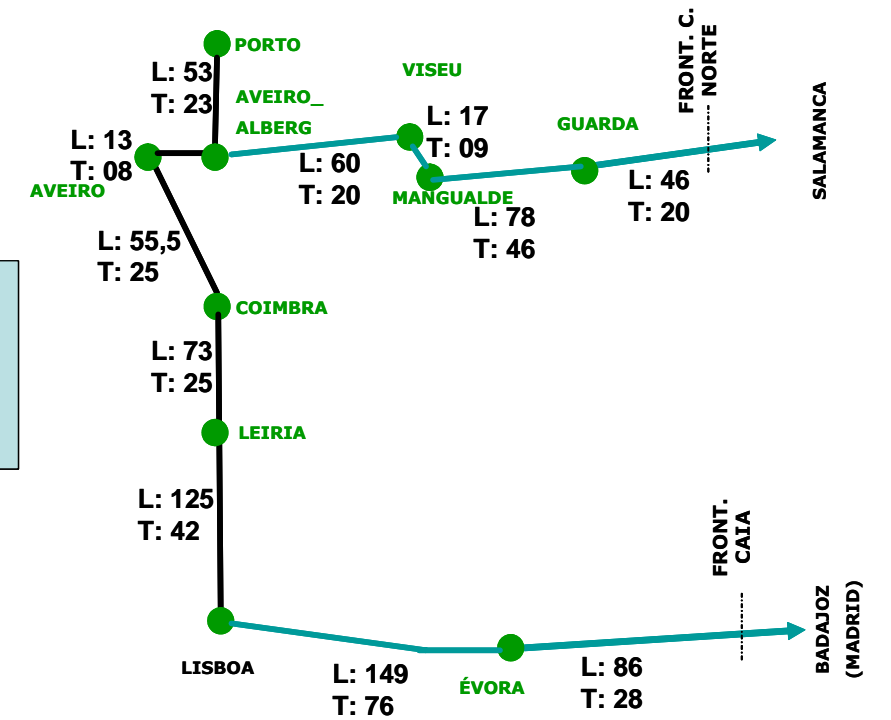 PORTO
L: 53
T: 23
VISEU
AVEIRO_
ALBERG
L: 17
T: 09
GUARDA
FRONT. C.
NORTE
SALAMANCA
L: 13
T: 08
AVEIRO
L: 60
T: 20
MANGUALDE
L: 46
T: 20
L: 78
T: 46
L: 55,5
T: 25
COIMBRA
L: 73
T: 25
LEIRIA
L: 125
T: 42
FRONT.
CAIA
BADAJOZ
(MADRID)
LISBOA
L: 149
T: 76
ÉVORA
L: 86
T: 28